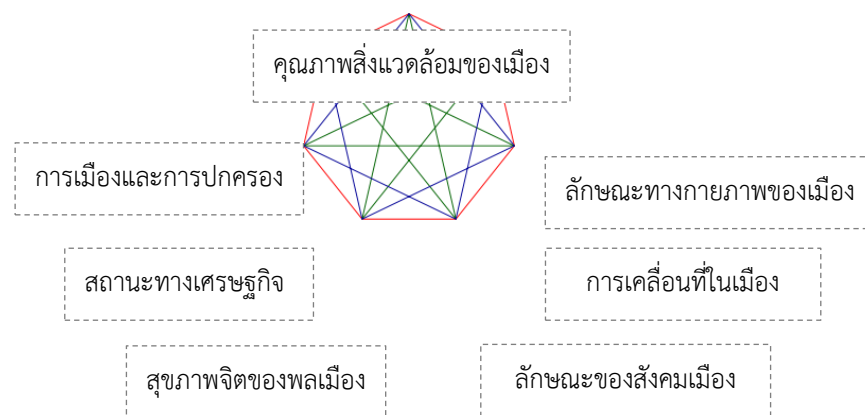 คุณภาพสิ่งแวดล้อมของเมือง
การเมืองและการปกครอง
ลักษณะทางกายภาพของเมือง
สถานะทางเศรษฐกิจ
การเคลื่อนที่ในเมือง
สุขภาพจิตของพลเมือง
ลักษณะของสังคมเมือง